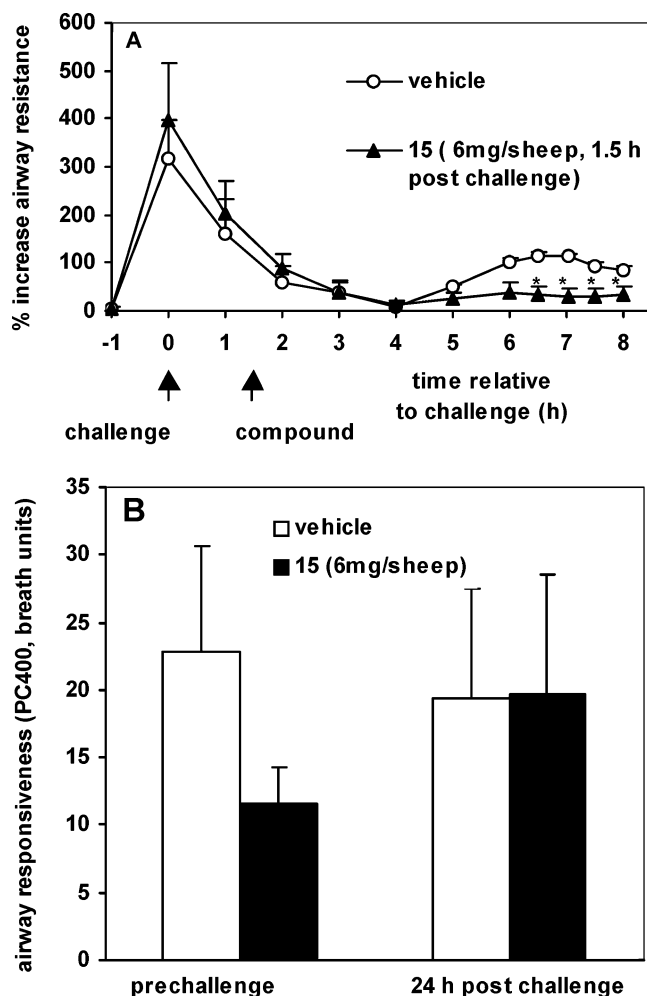 % increase airway resistance
A
600
500
400
300
200
100
0
vehicle
15 ( 6mg/sheep, 1.5 h
post challenge)
* * * *
-1 0 1 2 3 4 5 6 7 8
time relative
to challenge (h)
challenge compound
airway responsiveness (PC400, breath units)
B
35
30
25
20
15
10
5
0
vehicle
15 (6mg/sheep)
prechallenge 24 h post challenge